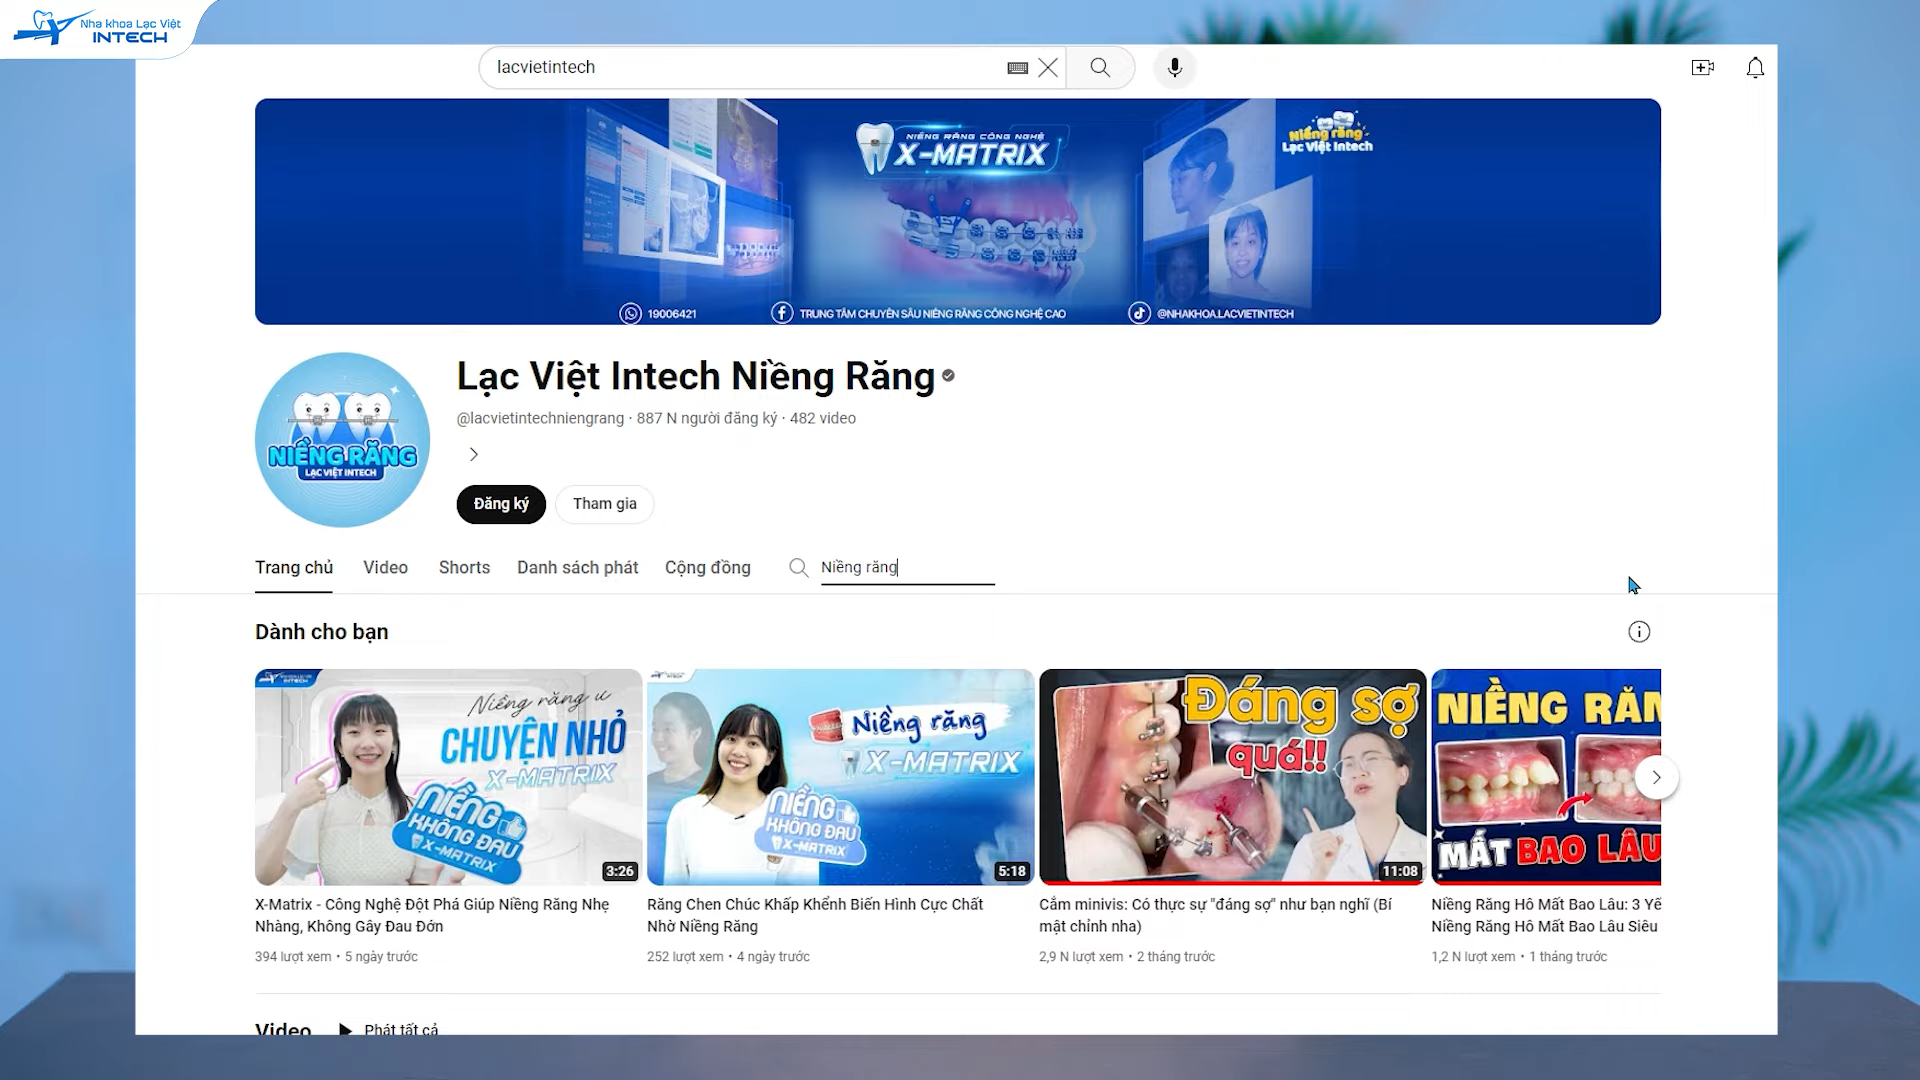 Nha khoa Lạc Việt
INTECH
lacvietintech
NIỀNG RĂNG CÔNG NGHỆ
X-MATRIX
Niềng răng
Lạc Việt Intech
19006421
TRUNG TÂM CHUYÊN SÂU NIỀNG RĂNG CÔNG NGHỆ CAO
@NHAKHOA.LACVIETINTECH
NIỀNG RĂNG
LẠC VIỆT INTECH
Lạc Việt Intech Niềng Răng
@lacvietintechniengrang · 887 N người đăng ký · 482 video
Đăng ký
Tham gia
Trang chủ
Video
Shorts
Danh sách phát
Cộng đồng
Niềng răng
Dành cho bạn
INTECH
Niềng răng ư
CHUYỆN NHỎ
X-MATRIX
NIỀNG
KHÔNG ĐAU
X-MATRIX
3:26
Niềng răng
X-MATRIX
NIỀNG
KHÔNG ĐAU
X-MATRIX
5:18
Đáng sợ
quá!!
11:08
NIỀNG RĂN
MẤT BAO LÂU
X-Matrix - Công Nghệ Đột Phá Giúp Niềng Răng Nhẹ
Nhàng, Không Gây Đau Đớn
394 lượt xem • 5 ngày trước
Răng Chen Chúc Khấp Khểnh Biến Hình Cực Chất
Nhờ Niềng Răng
252 lượt xem • 4 ngày trước
Cắm minivis: Có thực sự "đáng sợ" như bạn nghĩ (Bí
mật chỉnh nha)
2,9 N lượt xem • 2 tháng trước
Niềng Răng Hô Mất Bao Lâu: 3 Yế
Niềng Răng Hô Mất Bao Lâu Siêu
1,2 N lượt xem • 1 tháng trước
Video
Phát tất cả